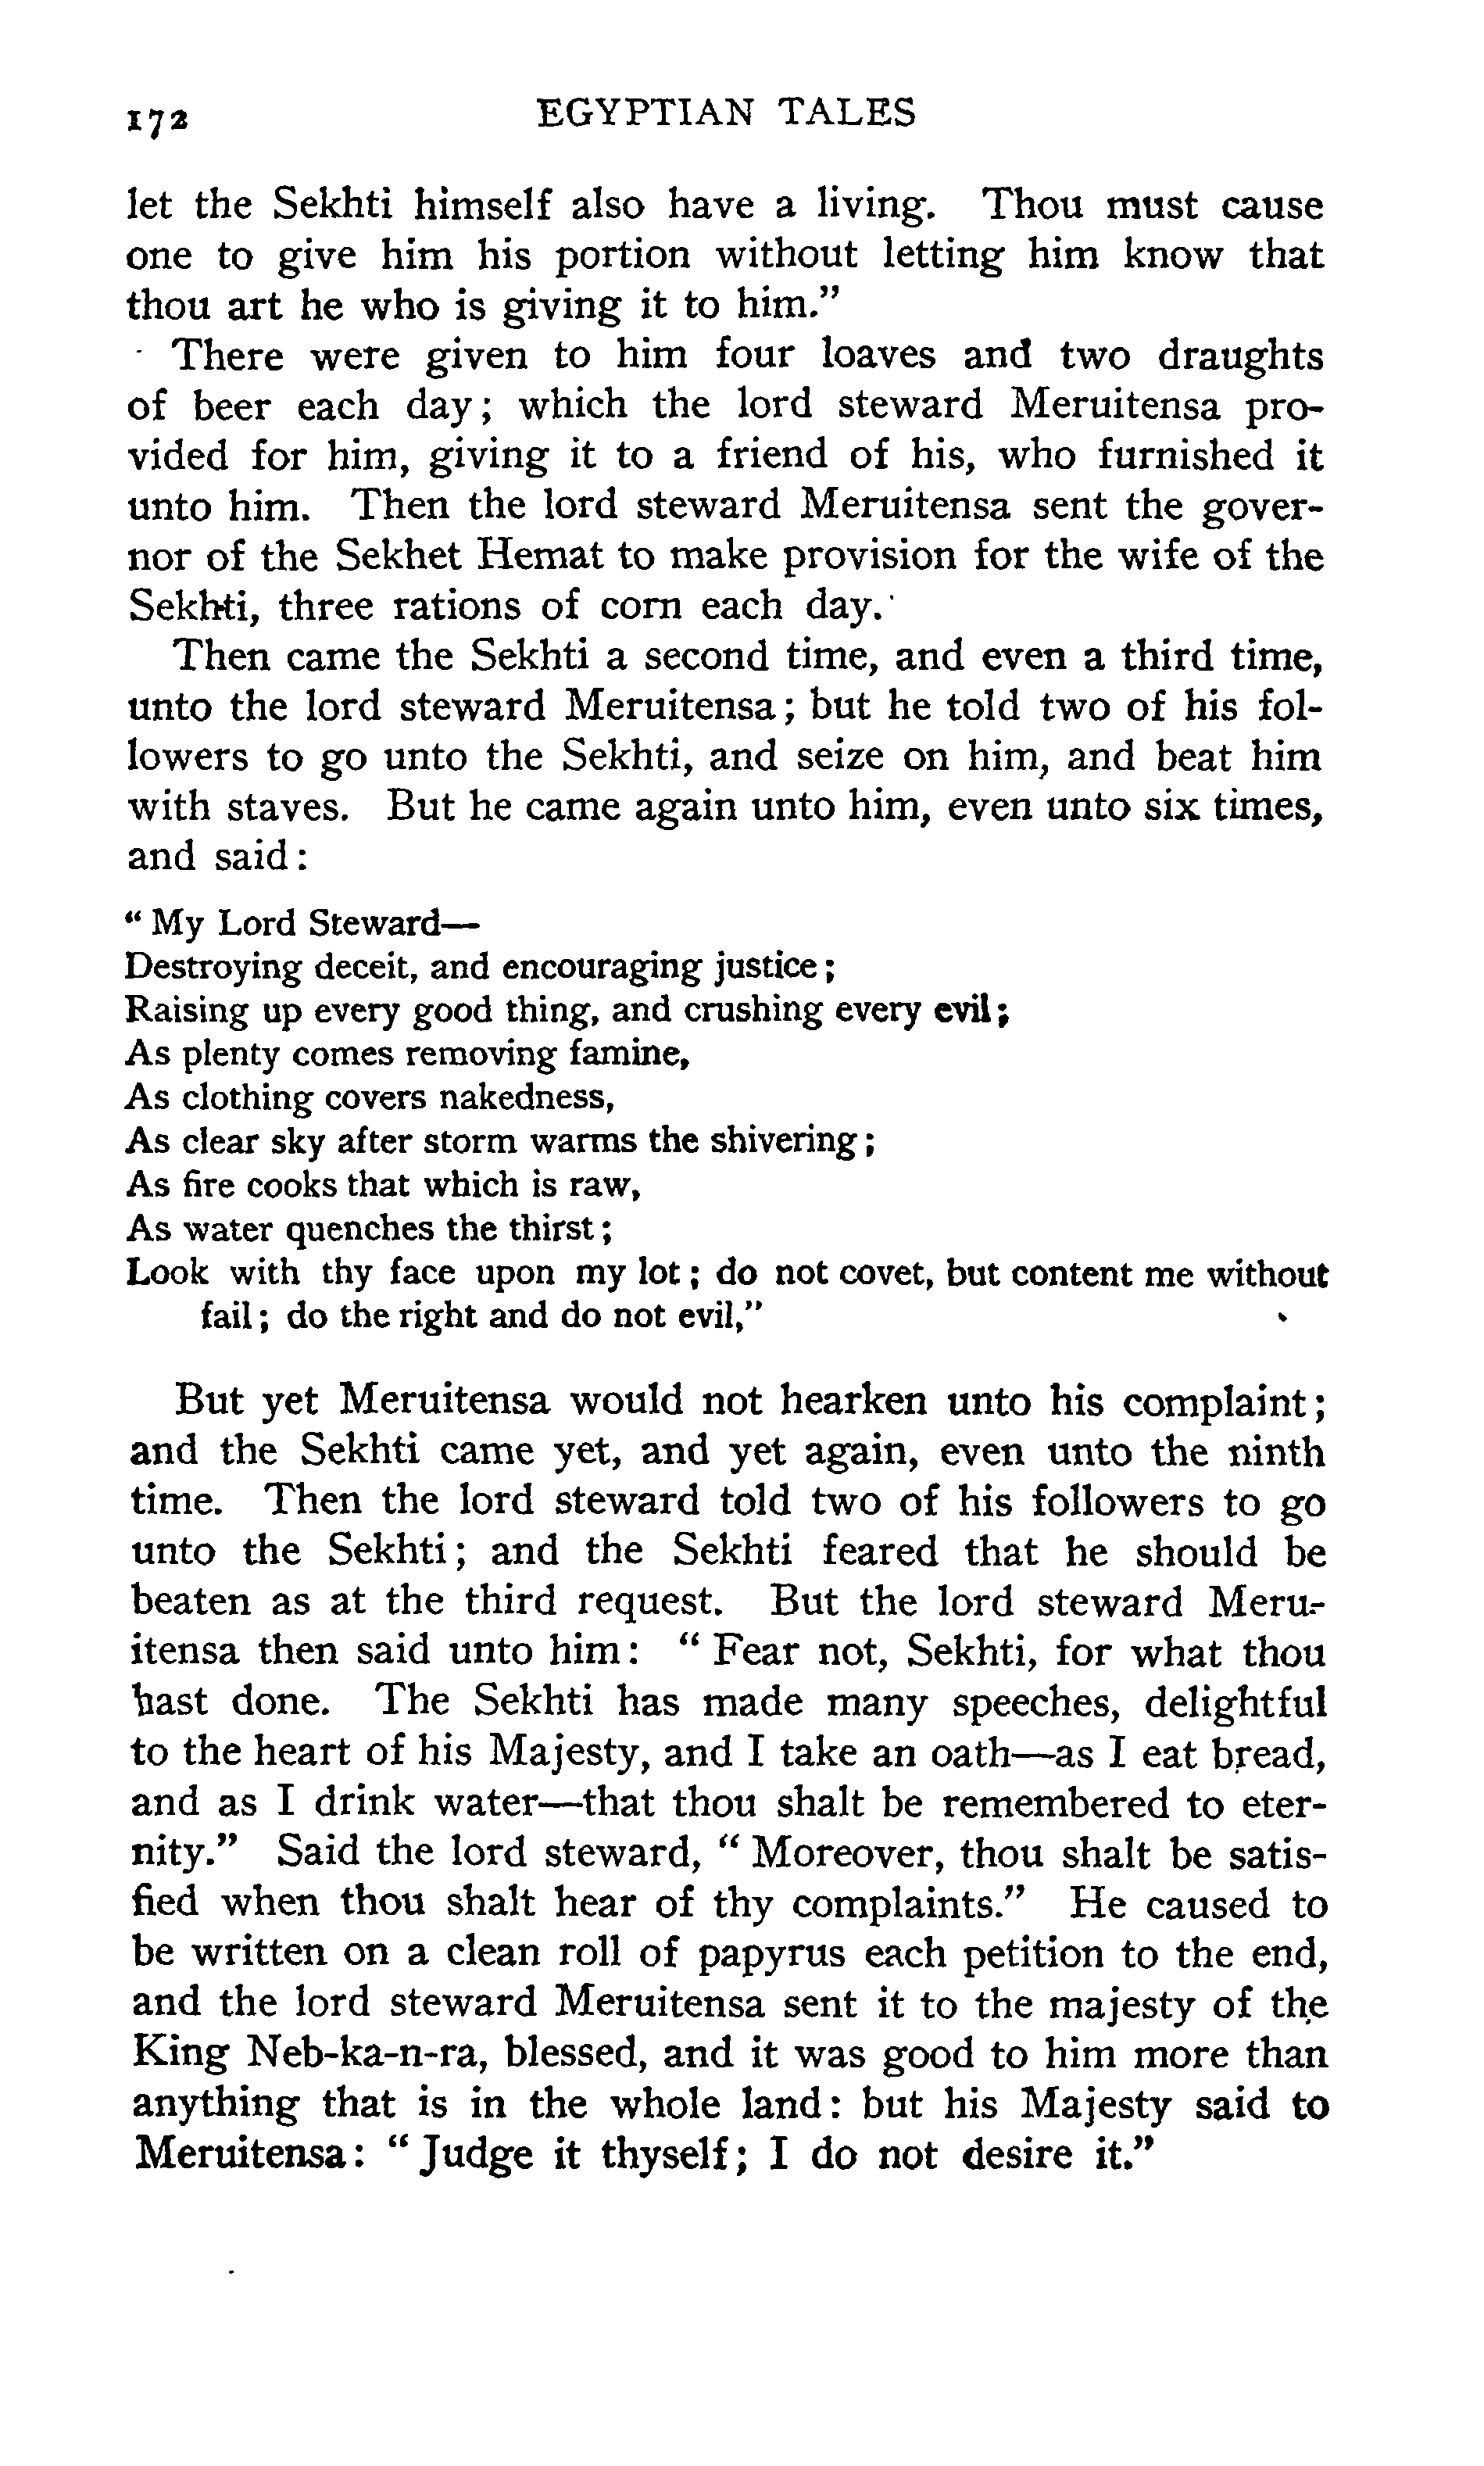 172 EGYPTIAN TALES
let the Sekhti himself also have a living. Thou must cause
one to give him his portion without letting him know that
thou art he who is giving it to him."
There were given to him four loaves and two draughts
of beer each day; which the lord steward Meruitensa pro-
vided for him, giving it to a friend of his, who furnished it
unto him. Then the lord steward Meruitensa sent the gover-
nor of the Sekhet Hemat to make provision for the wife of the
Sekhti, three rations of corn each day.
Then came the Sekhti a second time, and even a third time,
unto the lord steward Meruitensa; but he told two of his fol-
lowers to go unto the Sekhti, and seize on him, and beat him
with staves. But he came again unto him, even unto six times,
and said:
"My Lord Steward—
Destroying deceit, and encouraging justice;
Raising up every good thing, and crushing every evil;
As plenty comes removing famine,
As clothing covers nakedness,
As clear sky after storm warms the shivering;
As fire cooks that which is raw,
As water quenches the thirst;
Look with thy face upon my lot; do not covet, but content me without
fail; do the right and do not evil,"
But yet Meruitensa would not hearken unto his complaint;
and the Sekhti came yet, and yet again, even unto the ninth
time. Then the lord steward told two of his followers to go
unto the Sekhti; and the Sekhti feared that he should be
beaten as at the third request. But the lord steward Meru-
itensa then said unto him: "Fear not, Sekhti, for what thou
hast done. The Sekhti has made many speeches, delightful
to the heart of his Majesty, and I take an oath—as I eat bread,
and as I drink water—that thou shalt be remembered to eter-
nity." Said the lord steward, "Moreover, thou shalt be satis-
fied when thou shalt hear of thy complaints." He caused to
be written on a clean roll of papyrus each petition to the end,
and the lord steward Meruitensa sent it to the majesty of the
King Neb-ka-n-ra, blessed, and it was good to him more than
anything that is in the whole land: but his Majesty said to
Meruitensa: "Judge it thyself; I do not desire it."